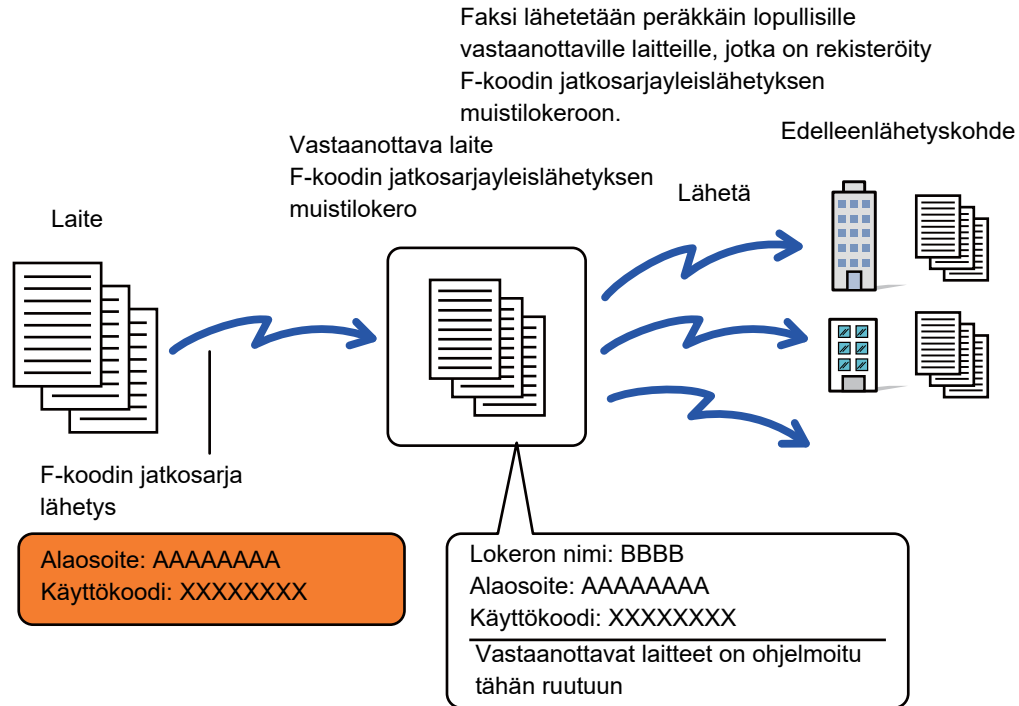 Faksi lähetetään peräkkäin lopullisille
vastaanottaville laitteille, jotka on rekisteröity
F-koodin jatkosarjayleislähetyksen
muistilokeroon.
Edelleenlähetyskohde
Vastaanottava laite
F-koodin jatkosarjayleislähetyksen
muistilokero
Lähetä
Laite
F-koodin jatkosarja
lähetys
Alaosoite: AAAAAAAA
Käyttökoodi: XXXXXXXX
Lokeron nimi: BBBB
Alaosoite: AAAAAAAA
Käyttökoodi: XXXXXXXX
Vastaanottavat laitteet on ohjelmoitu
tähän ruutuun